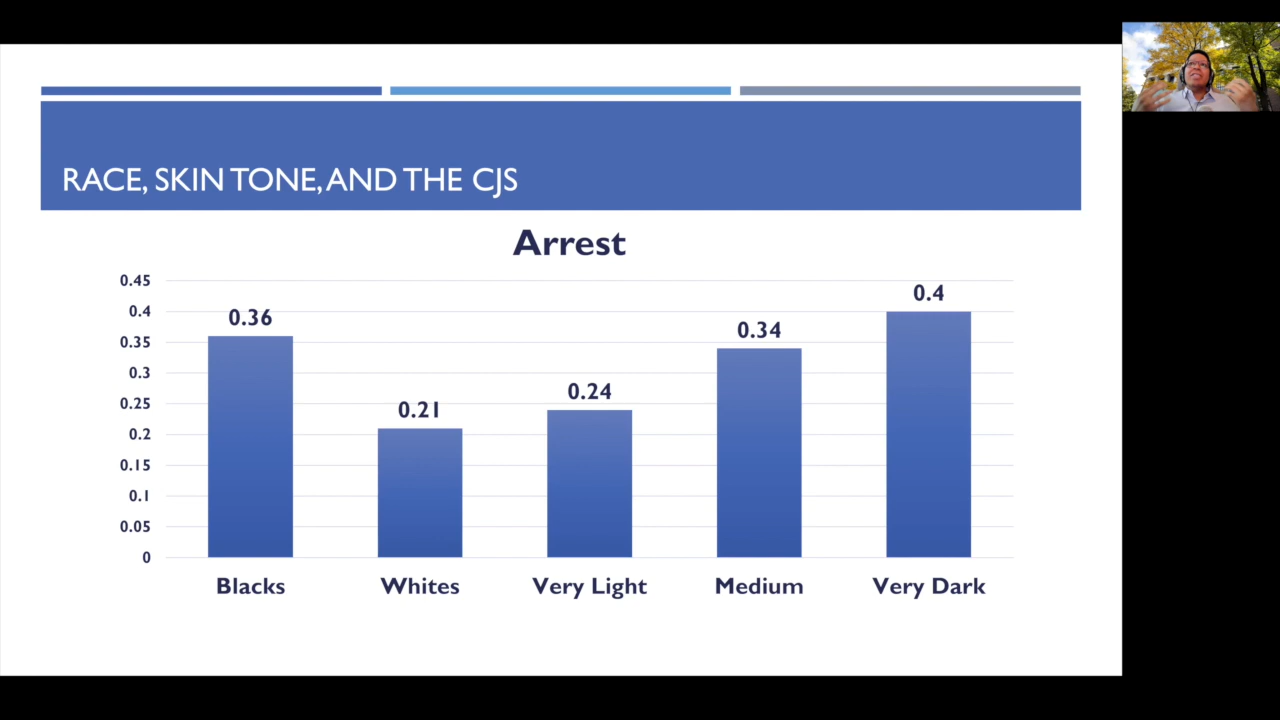 RACE, SKIN TONE, AND THE CJS
Arrest
0.45
0.4
0.35
0.3
0.25
0.2
0.15
0.1
0.05
0
0.36
0.21
0.24
0.34
0.4
Blacks
Whites
Very Light
Medium
Very Dark